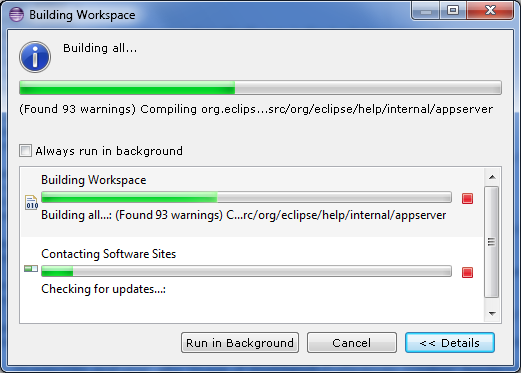 Building Workspace
Building all...
(Found 93 warnings) Compiling org.eclips...src/org/eclipse/help/internal/appserver
Always run in background
Building Workspace
Building all...: (Found 93 warnings) C...rc/org/eclipse/help/internal/appserver
Contacting Software Sites
Checking for updates...:
Run in Background
Cancel
<< Details